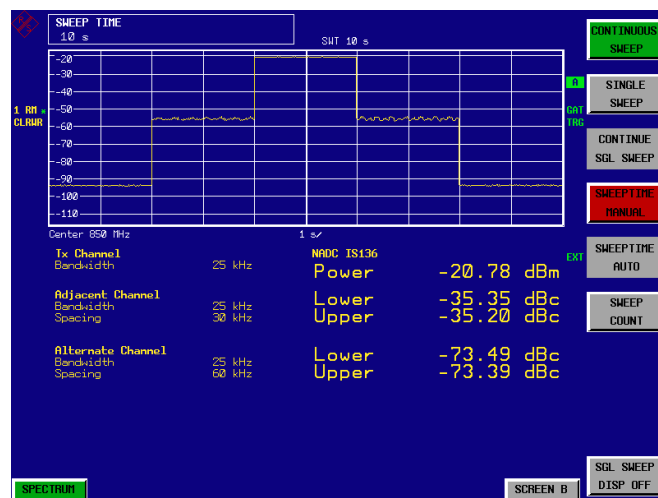 SWEEP TIME
10 s
SWT 10 s
CONTINUOUS
SWEEP
-20
-30
-40
-50
-60
-70
-80
-90
-100
-110
1 RM *
CLRWR
A
GAT
TRG
SINGLE
SWEEP
CONTINUE
SGL SWEEP
SWEEPTIME
MANUAL
Center 850 MHz
1 s/
Tx Channel
Bandwidth 25 kHz
NADC IS136
Power -20.78 dBm
EXT
SWEEPTIME
AUTO
Adjacent Channel
Bandwidth 25 kHz
Spacing 30 kHz
Lower -35.35 dBc
Upper -35.20 dBc
SWEEP
COUNT
Alternate Channel
Bandwidth 25 kHz
Spacing 60 kHz
Lower -73.49 dBc
Upper -73.39 dBc
SGL SWEEP
DISP OFF
SPECTRUM
SCREEN B